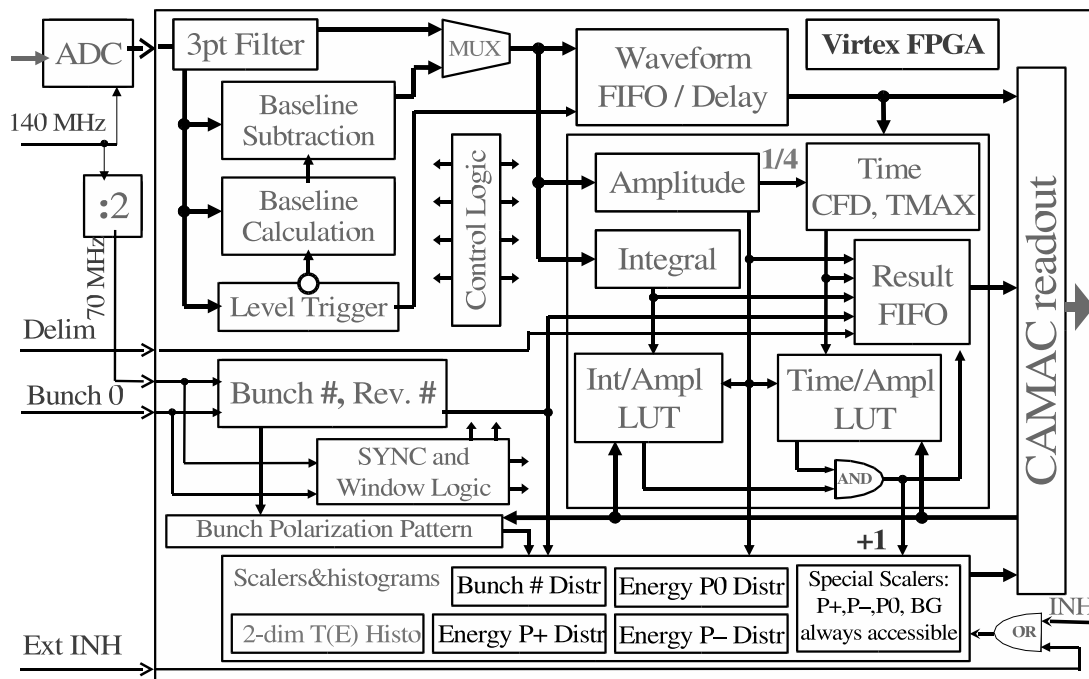 ADC
3pt Filter
MUX
Virtex FPGA
Waveform
FIFO / Delay
Baseline
Subtraction
140 MHz
:2
70 MHz
Baseline
Calculation
Level Trigger
Control Logic
Amplitude
1/4
Time
CFD, TMAX
Integral
Result
FIFO
CAMAC readout
Delim
Bunch 0
Bunch #, Rev. #
Int/Ampl
LUT
Time/Ampl
LUT
SYNC and
Window Logic
AND
Bunch Polarization Pattern
+1
Scalers&histograms
Bunch # Distr
Energy P0 Distr
Special Scalers:
P+,P−,P0, BG
always accessible
2-dim T(E) Histo
Energy P+ Distr
Energy P− Distr
INH
OR
Ext INH